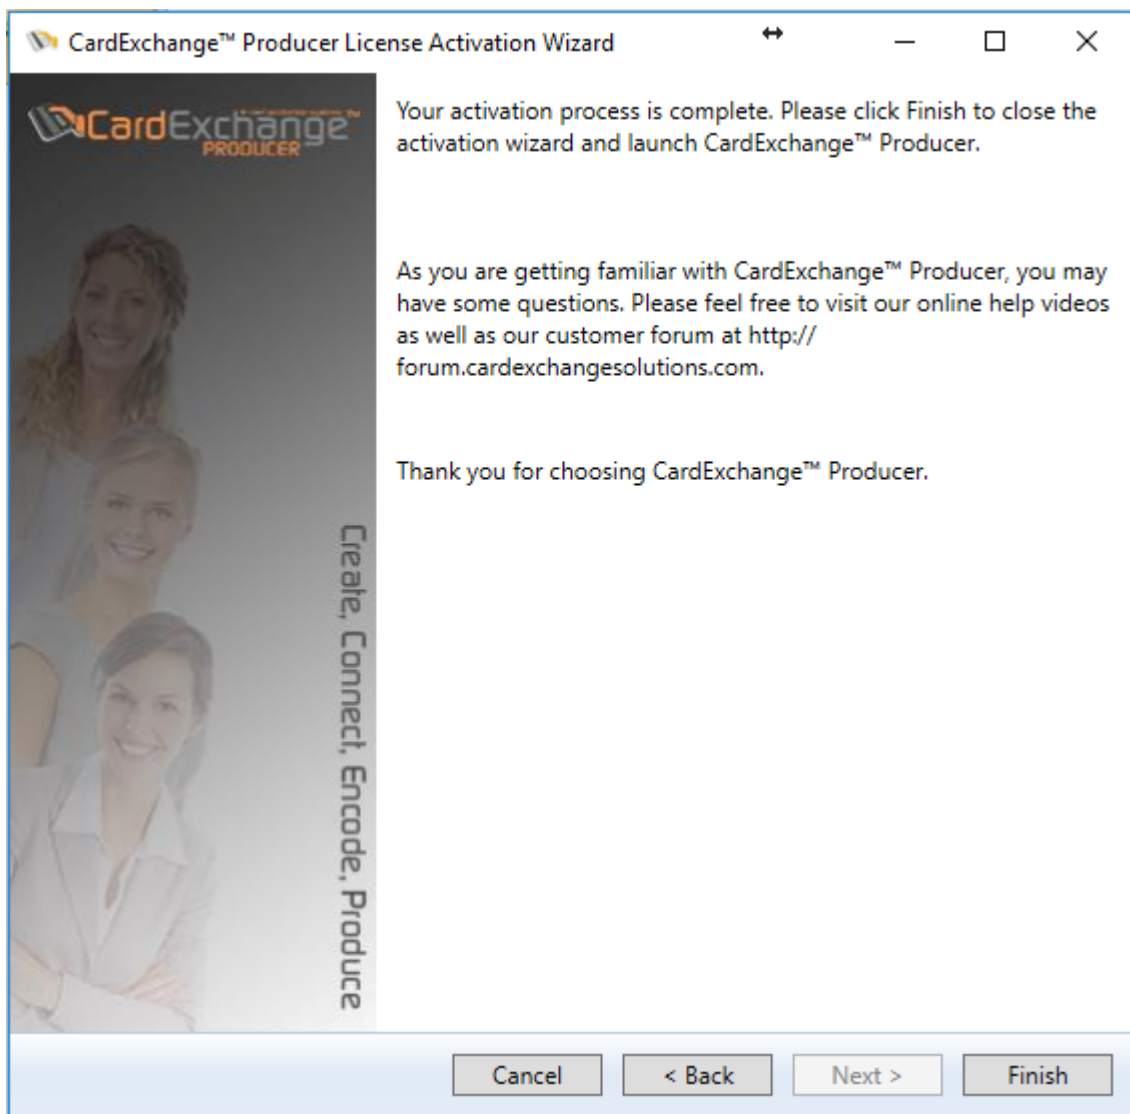 CardExchange™ Producer License Activation Wizard
CardExchange™
PRODUCER
Your activation process is complete. Please click Finish to close the
activation wizard and launch CardExchange™ Producer.
As you are getting familiar with CardExchange™ Producer, you may
have some questions. Please feel free to visit our online help videos
as well as our customer forum at http://
forum.cardexchangesolutions.com.
Thank you for choosing CardExchange™ Producer.
Create, Connect, Encode, Produce
Cancel
< Back
Next >
Finish